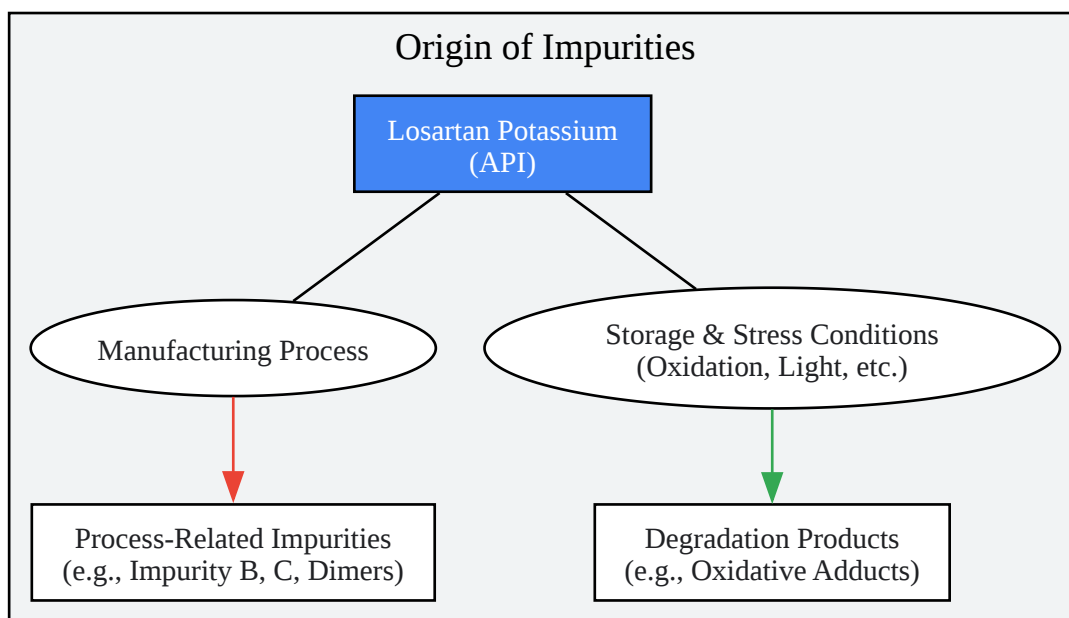 Origin of Impurities
Losartan Potassium
(API)
Manufacturing Process
Storage & Stress Conditions
(Oxidation, Light, etc.)
Process-Related Impurities
(e.g., Impurity B, C, Dimers)
Degradation Products
(e.g., Oxidative Adducts)